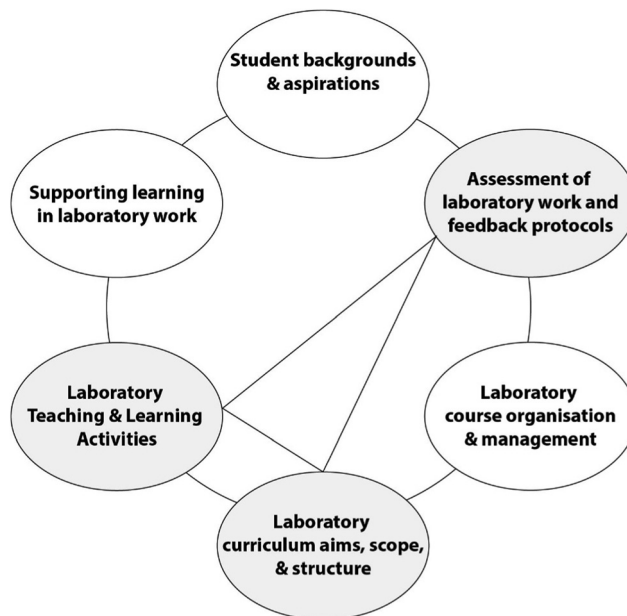 Student backgrounds
& aspirations
Assessment of
laboratory work and
feedback protocols
Supporting learning
in laboratory work
Laboratory
Teaching & Learning
Activities
Laboratory
course organisation
& management
Laboratory
curriculum aims, scope,
& structure